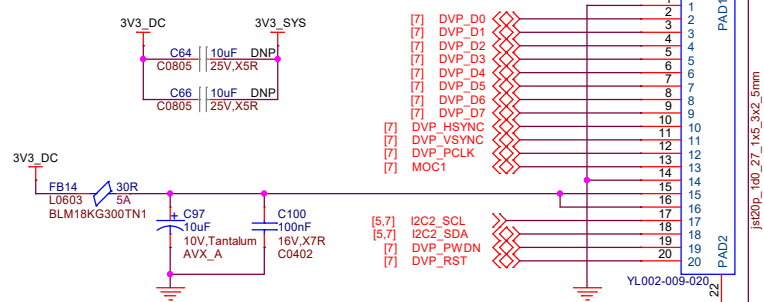 3V3_DC 3V3_SYS
C64 10uF DNP
C0805 25V,X5R
C66 10uF DNP
C0805 25V,X5R
3V3_DC
FB14 30R
L0603 5A
BLM18KG300TN1
C97
10uF
10V,Tantalum
AVX_A
C100
100nF
16V,X7R
C0402
[7] DVP_D0
[7] DVP_D1
[7] DVP_D2
[7] DVP_D3
[7] DVP_D4
[7] DVP_D5
[7] DVP_D6
[7] DVP_D7
[7] DVP_HSYNC
[7] DVP_VSYNC
[7] DVP_PCLK
[7] MOC1
[5,7] I2C2_SCL
[5,7] I2C2_SDA
[7] DVP_PWDN
[7] DVP_RST
1
2 2
3 3
4 4
5 5
6 6
7 7
8 8
9 9
10 10
11 11
12 12
13 13
14 14
15 15
16 16
17 17
18 18
19 19
20 20
PAD1
PAD2
YL002-009-020
22
jst20p_1d0_27_1x5_3x2_5mm